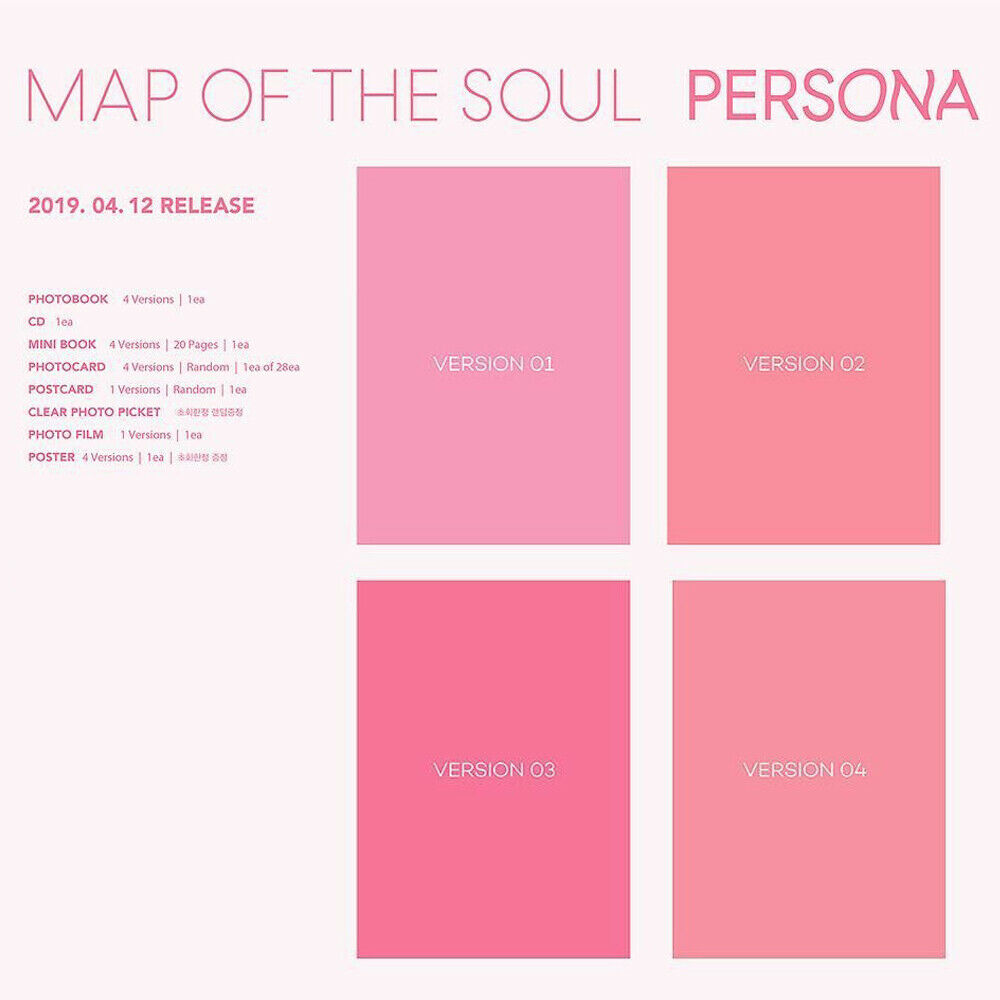 MAP OF THE SOUL PERSONA
2019. 04. 12 RELEASE
PHOTOBOOK 4 Versions | 1ea
CD 1ea
MINI BOOK 4 Versions | 20 Pages | 1ea
PHOTOCARD 4 Versions | Random | 1ea of 28ea
POSTCARD 1 Versions | Random | 1ea
CLEAR PHOTO PICKET 초회한정 랜덤증정
PHOTO FILM 1 Versions | 1ea
POSTER 4 Versions | 1ea | 초회한정 증정
VERSION 01
VERSION 02
VERSION 03
VERSION 04